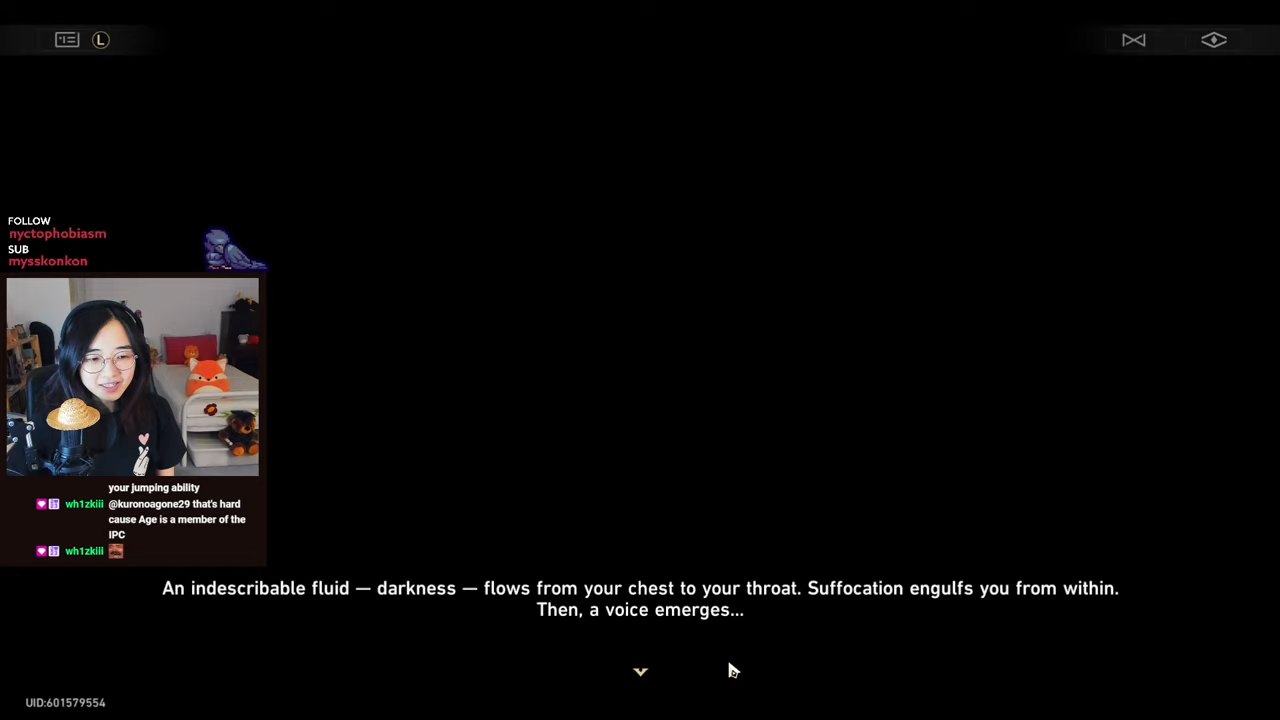 L
FOLLOW
nyctophobiasm
SUB
mysskonkon
your jumping ability
wh1zkiii @kuronoagone29 that's hard
cause Age is a member of the
IPC
wh1zkiii
An indescribable fluid — darkness — flows from your chest to your throat. Suffocation engulfs you from within.
Then, a voice emerges...
UID:601579554